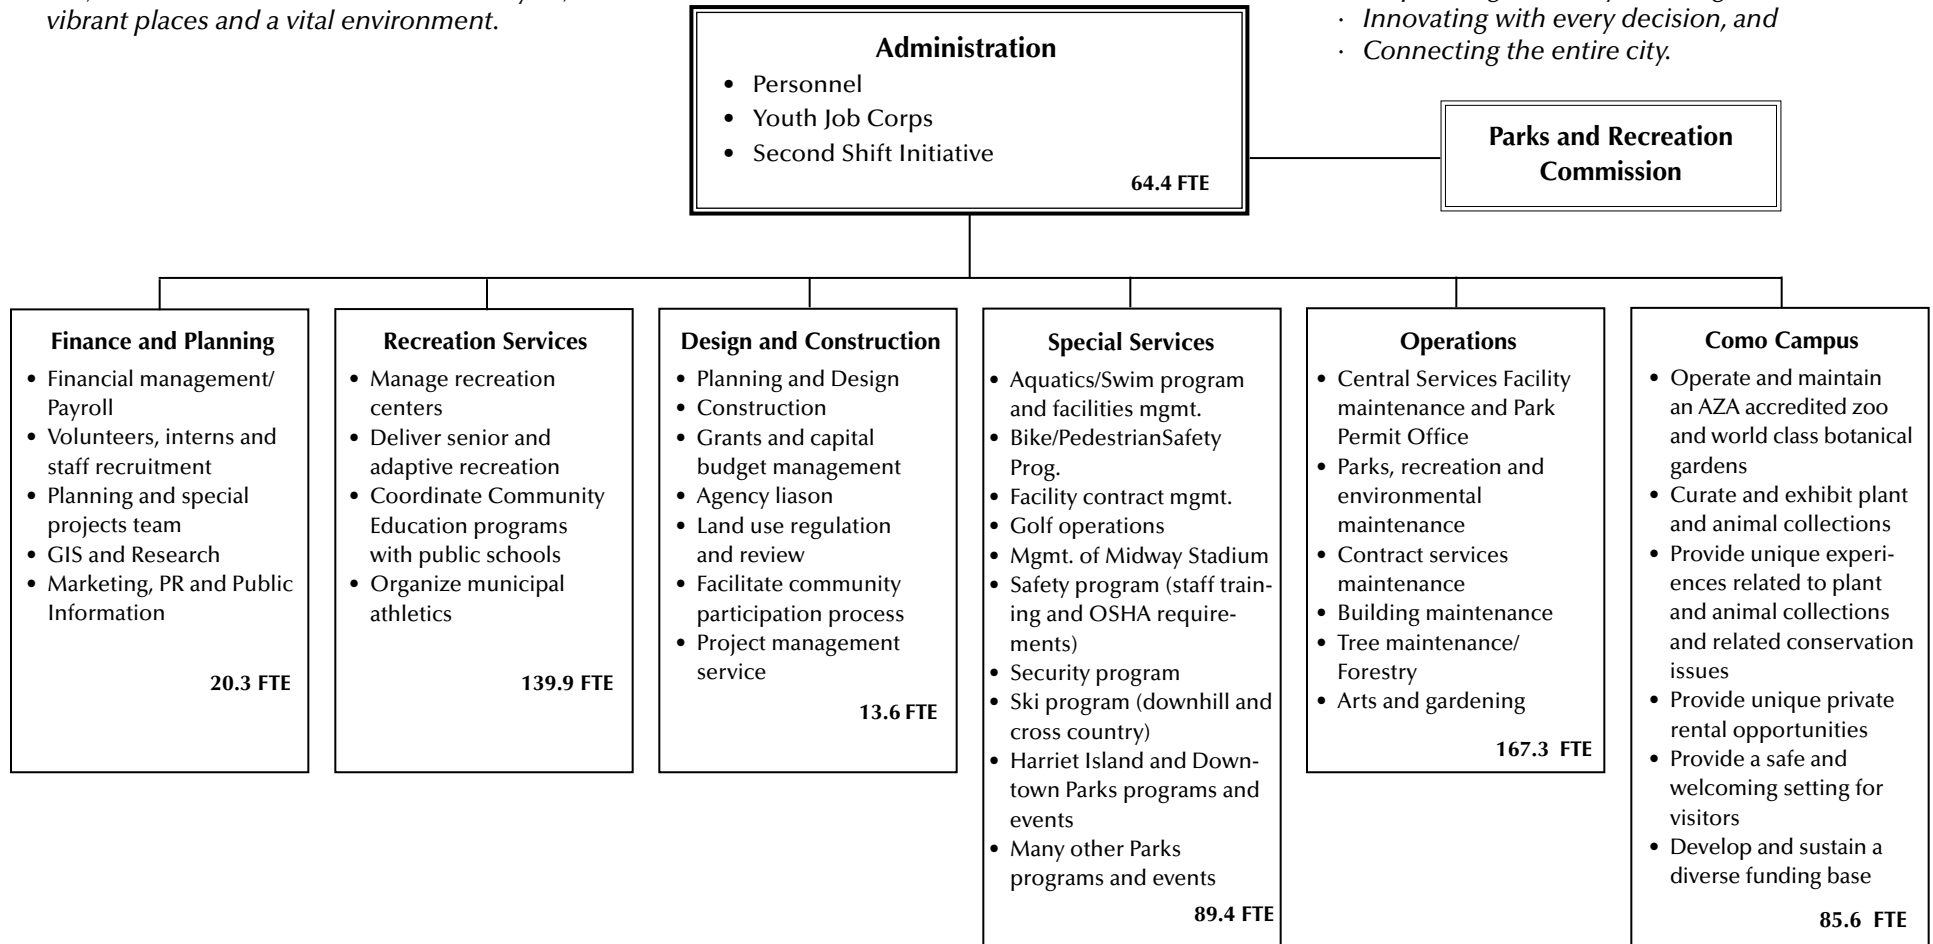 vibrant places and a vital environment.
· Innovating with every decision, and
· Connecting the entire city.
Administration
• Personnel
• Youth Job Corps
• Second Shift Initiative
64.4 FTE
Parks and Recreation
Commission
Finance and Planning
• Financial management/
Payroll
• Volunteers, interns and
staff recruitment
• Planning and special
projects team
• GIS and Research
• Marketing, PR and Public
Information
20.3 FTE
Recreation Services
• Manage recreation
centers
• Deliver senior and
adaptive recreation
• Coordinate Community
Education programs
with public schools
• Organize municipal
athletics
139.9 FTE
Design and Construction
• Planning and Design
• Construction
• Grants and capital
budget management
• Agency liason
• Land use regulation
and review
• Facilitate community
participation process
• Project management
service
13.6 FTE
Special Services
• Aquatics/Swim program
and facilities mgmt.
• Bike/PedestrianSafety
Prog.
• Facility contract mgmt.
• Golf operations
• Mgmt. of Midway Stadium
• Safety program (staff train-
ing and OSHA require-
ments)
• Security program
• Ski program (downhill and
cross country)
• Harriet Island and Down-
town Parks programs and
events
• Many other Parks
programs and events
89.4 FTE
Operations
• Central Services Facility
maintenance and Park
Permit Office
• Parks, recreation and
environmental
maintenance
• Contract services
maintenance
• Building maintenance
• Tree maintenance/
Forestry
• Arts and gardening
167.3 FTE
Como Campus
• Operate and maintain
an AZA accredited zoo
and world class botanical
gardens
• Curate and exhibit plant
and animal collections
• Provide unique experi-
ences related to plant
and animal collections
and related conservation
issues
• Provide unique private
rental opportunities
• Provide a safe and
welcoming setting for
visitors
• Develop and sustain a
diverse funding base
85.6 FTE